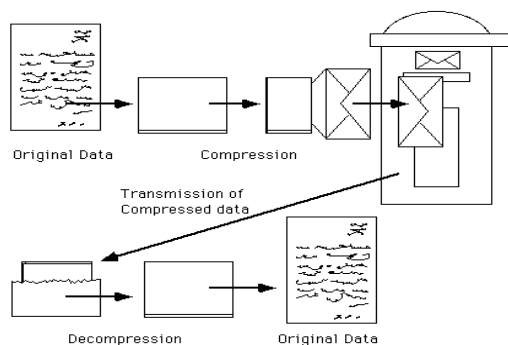 Original Data
Compression
Transmission of
Compressed data
Decompression
Original Data